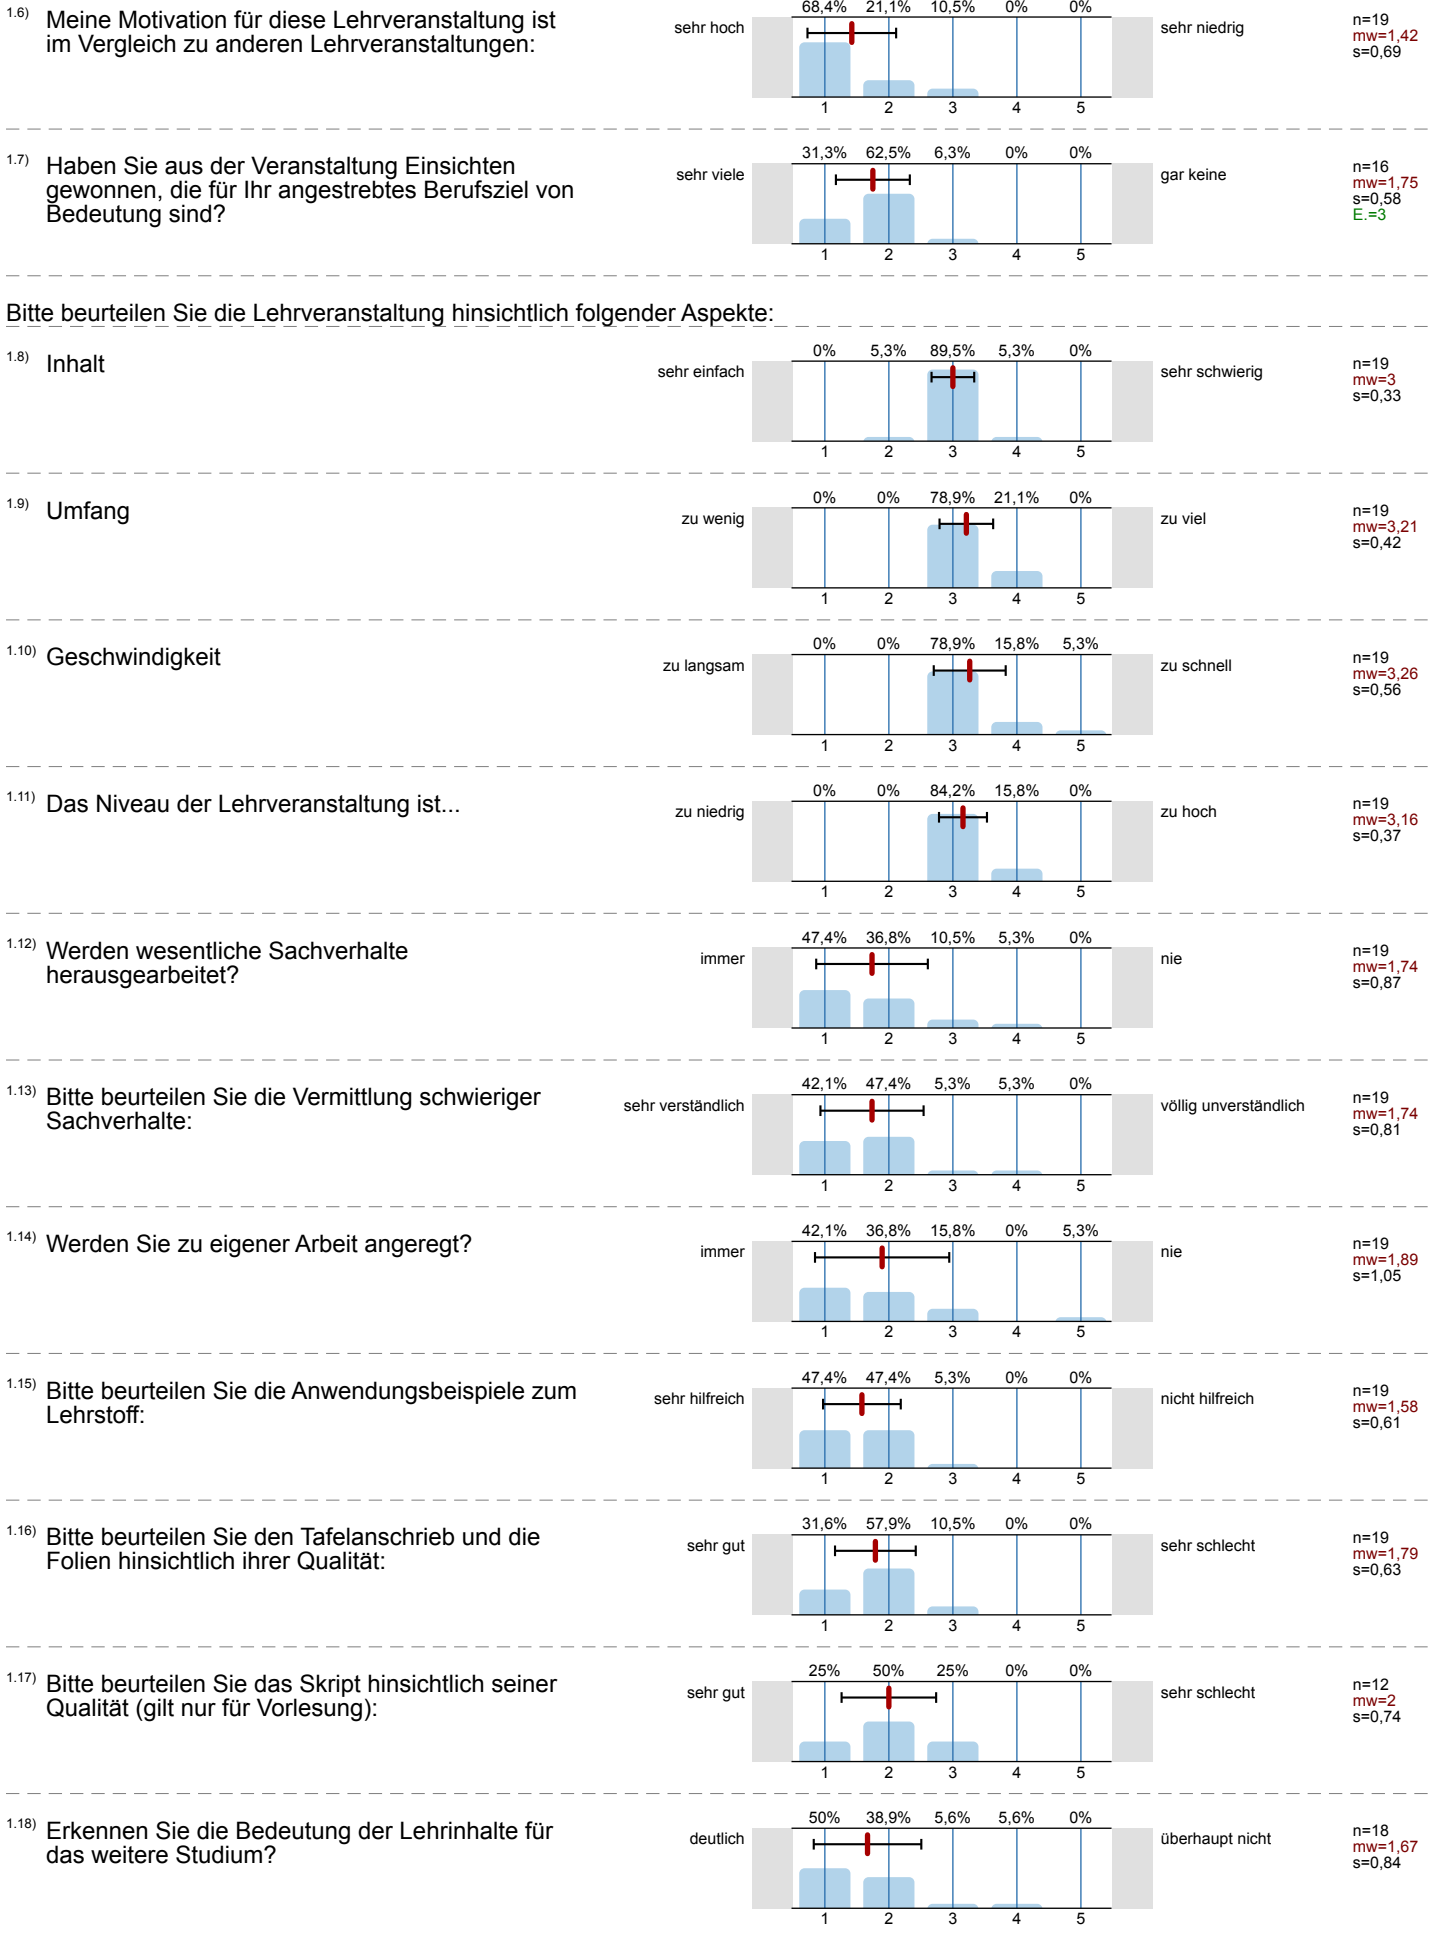 1.6) Meine Motivation für diese Lehrveranstaltung ist
im Vergleich zu anderen Lehrveranstaltungen:
sehr hoch
68,4% 21,1% 10,5% 0% 0%
1 2 3 4 5
sehr niedrig
n=19
mw=1,42
s=0,69
1.7) Haben Sie aus der Veranstaltung Einsichten
gewonnen, die für Ihr angestrebtes Berufsziel von
Bedeutung sind?
sehr viele
31,3% 62,5% 6,3% 0% 0%
1 2 3 4 5
gar keine
n=16
mw=1,75
s=0,58
E.=3
Bitte beurteilen Sie die Lehrveranstaltung hinsichtlich folgender Aspekte:
1.8) Inhalt
sehr einfach
0% 5,3% 89,5% 5,3% 0%
1 2 3 4 5
sehr schwierig
n=19
mw=3
s=0,33
1.9) Umfang
zu wenig
0% 0% 78,9% 21,1% 0%
1 2 3 4 5
zu viel
n=19
mw=3,21
s=0,42
1.10) Geschwindigkeit
zu langsam
0% 0% 78,9% 15,8% 5,3%
1 2 3 4 5
zu schnell
n=19
mw=3,26
s=0,56
1.11) Das Niveau der Lehrveranstaltung ist...
zu niedrig
0% 0% 84,2% 15,8% 0%
1 2 3 4 5
zu hoch
n=19
mw=3,16
s=0,37
1.12) Werden wesentliche Sachverhalte
herausgearbeitet?
immer
47,4% 36,8% 10,5% 5,3% 0%
1 2 3 4 5
nie
n=19
mw=1,74
s=0,87
1.13) Bitte beurteilen Sie die Vermittlung schwieriger
Sachverhalte:
sehr verständlich
42,1% 47,4% 5,3% 5,3% 0%
1 2 3 4 5
völlig unverständlich
n=19
mw=1,74
s=0,81
1.14) Werden Sie zu eigener Arbeit angeregt?
immer
42,1% 36,8% 15,8% 0% 5,3%
1 2 3 4 5
nie
n=19
mw=1,89
s=1,05
1.15) Bitte beurteilen Sie die Anwendungsbeispiele zum
Lehrstoff:
sehr hilfreich
47,4% 47,4% 5,3% 0% 0%
1 2 3 4 5
nicht hilfreich
n=19
mw=1,58
s=0,61
1.16) Bitte beurteilen Sie den Tafelanschrieb und die
Folien hinsichtlich ihrer Qualität:
sehr gut
31,6% 57,9% 10,5% 0% 0%
1 2 3 4 5
sehr schlecht
n=19
mw=1,79
s=0,63
1.17) Bitte beurteilen Sie das Skript hinsichtlich seiner
Qualität (gilt nur für Vorlesung):
sehr gut
25% 50% 25% 0% 0%
1 2 3 4 5
sehr schlecht
n=12
mw=2
s=0,74
1.18) Erkennen Sie die Bedeutung der Lehrinhalte für
das weitere Studium?
deutlich
50% 38,9% 5,6% 5,6% 0%
1 2 3 4 5
überhaupt nicht
n=18
mw=1,67
s=0,84